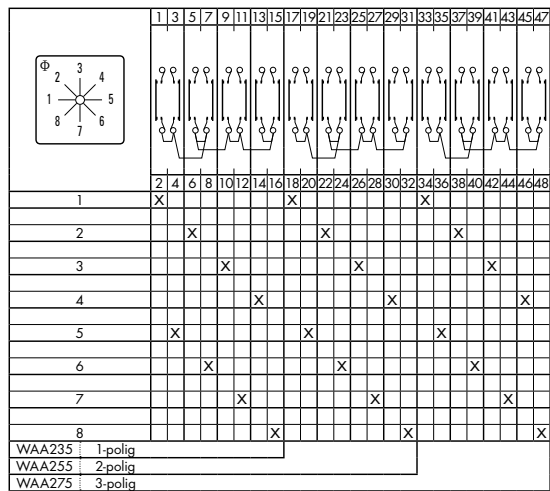 1 3 5 7 9 11 13 15 17 19 21 23 25 27 29 31 33 35 37 39 41 43 45 47
Φ
3
2 4
1 5
8 6
7
2 4 6 8 10 12 14 16 18 20 22 24 26 28 30 32 34 36 38 40 42 44 46 48
1 X X X
2 X X X
3 X X X
4 X X X
5 X X X
6 X X X
7 X X X
8 X X X
WAA235 1-polig
WAA255 2-polig
WAA275 3-polig